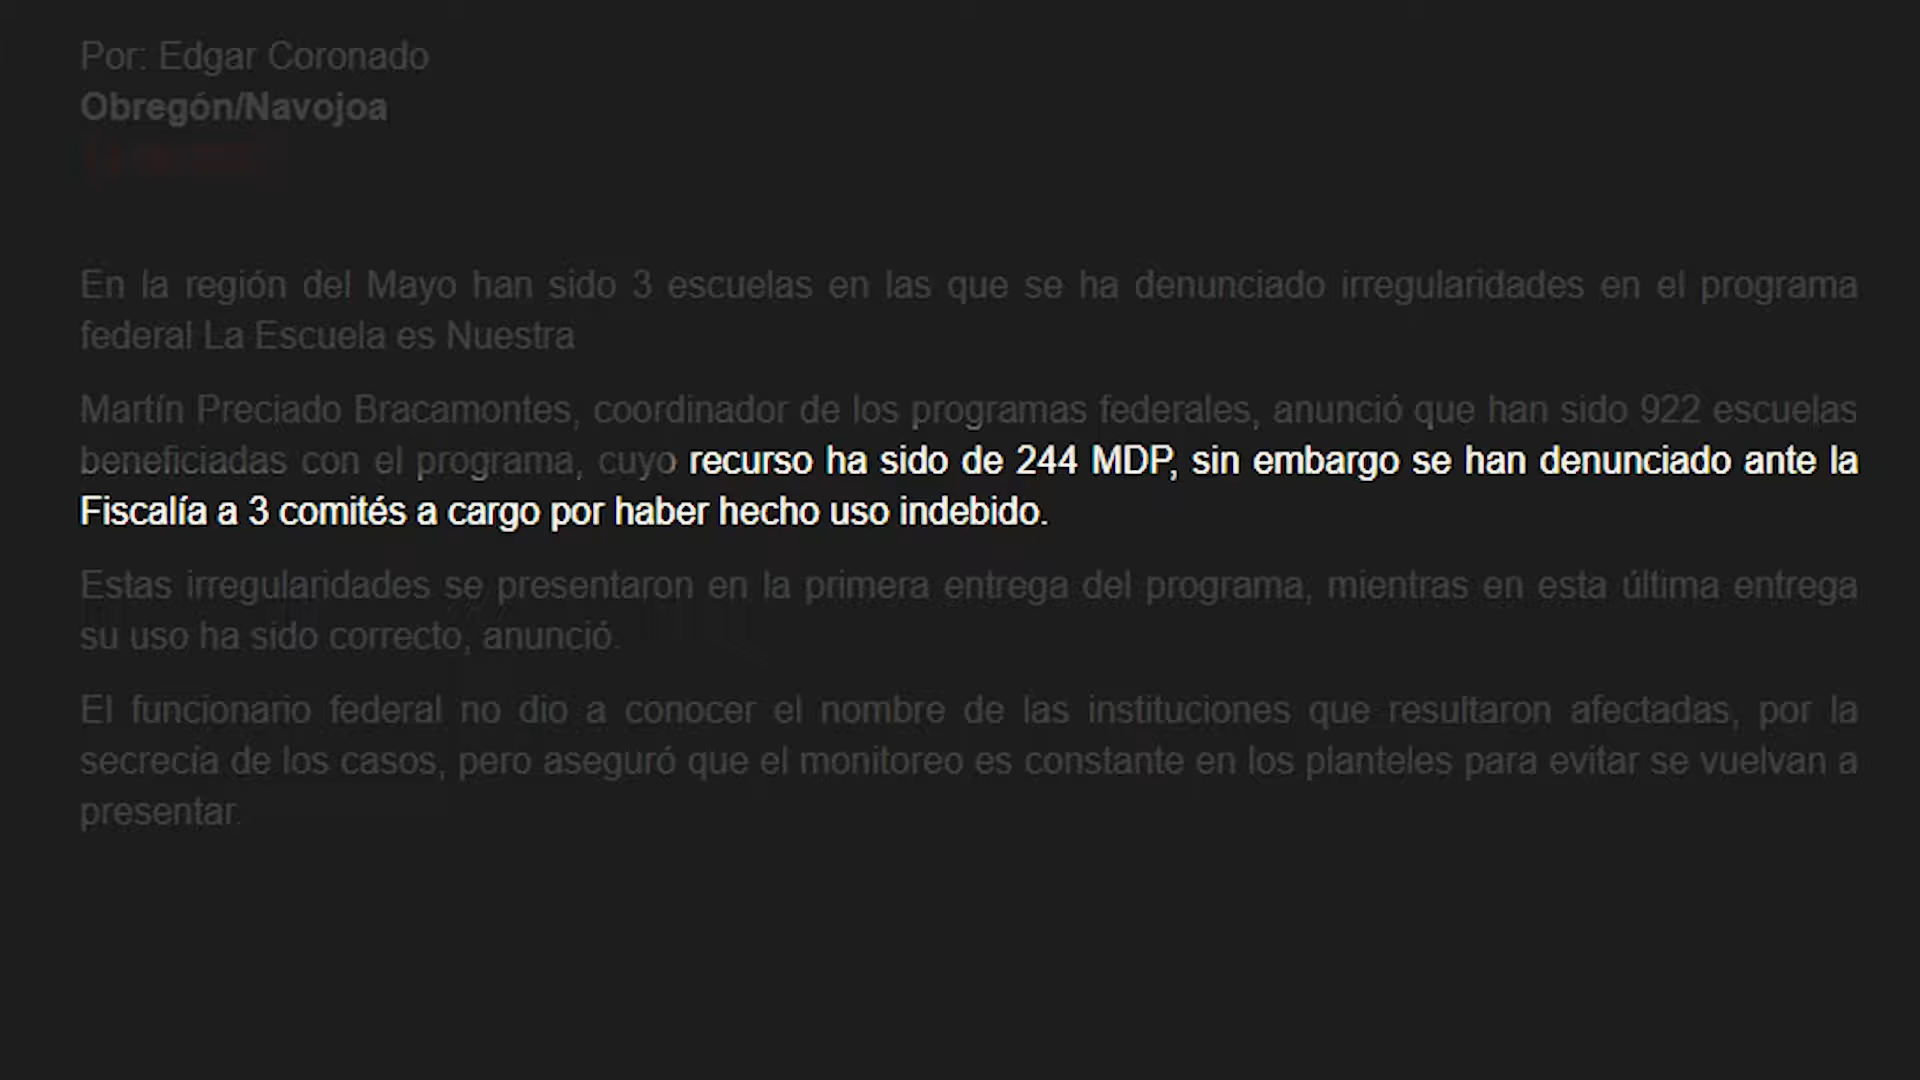 Por: Edgar Coronado
Obregón/Navojoa
En la región del Mayo han sido 3 escuelas en las que se ha denunciado irregularidades en el programa
federal La Escuela es Nuestra
Martín Preciado Bracamontes, coordinador de los programas federales, anunció que han sido 922 escuelas
beneficiadas con el programa, cuyo recurso ha sido de 244 MDP, sin embargo se han denunciado ante la
Fiscalía a 3 comités a cargo por haber hecho uso indebido.
Estas irregularidades se presentaron en la primera entrega del programa, mientras en esta última entrega
su uso ha sido correcto, anunció.
El funcionario federal no dio a conocer el nombre de las instituciones que resultaron afectadas, por la
secrecía de los casos, pero aseguró que el monitoreo es constante en los planteles para evitar se vuelvan a
presentar.